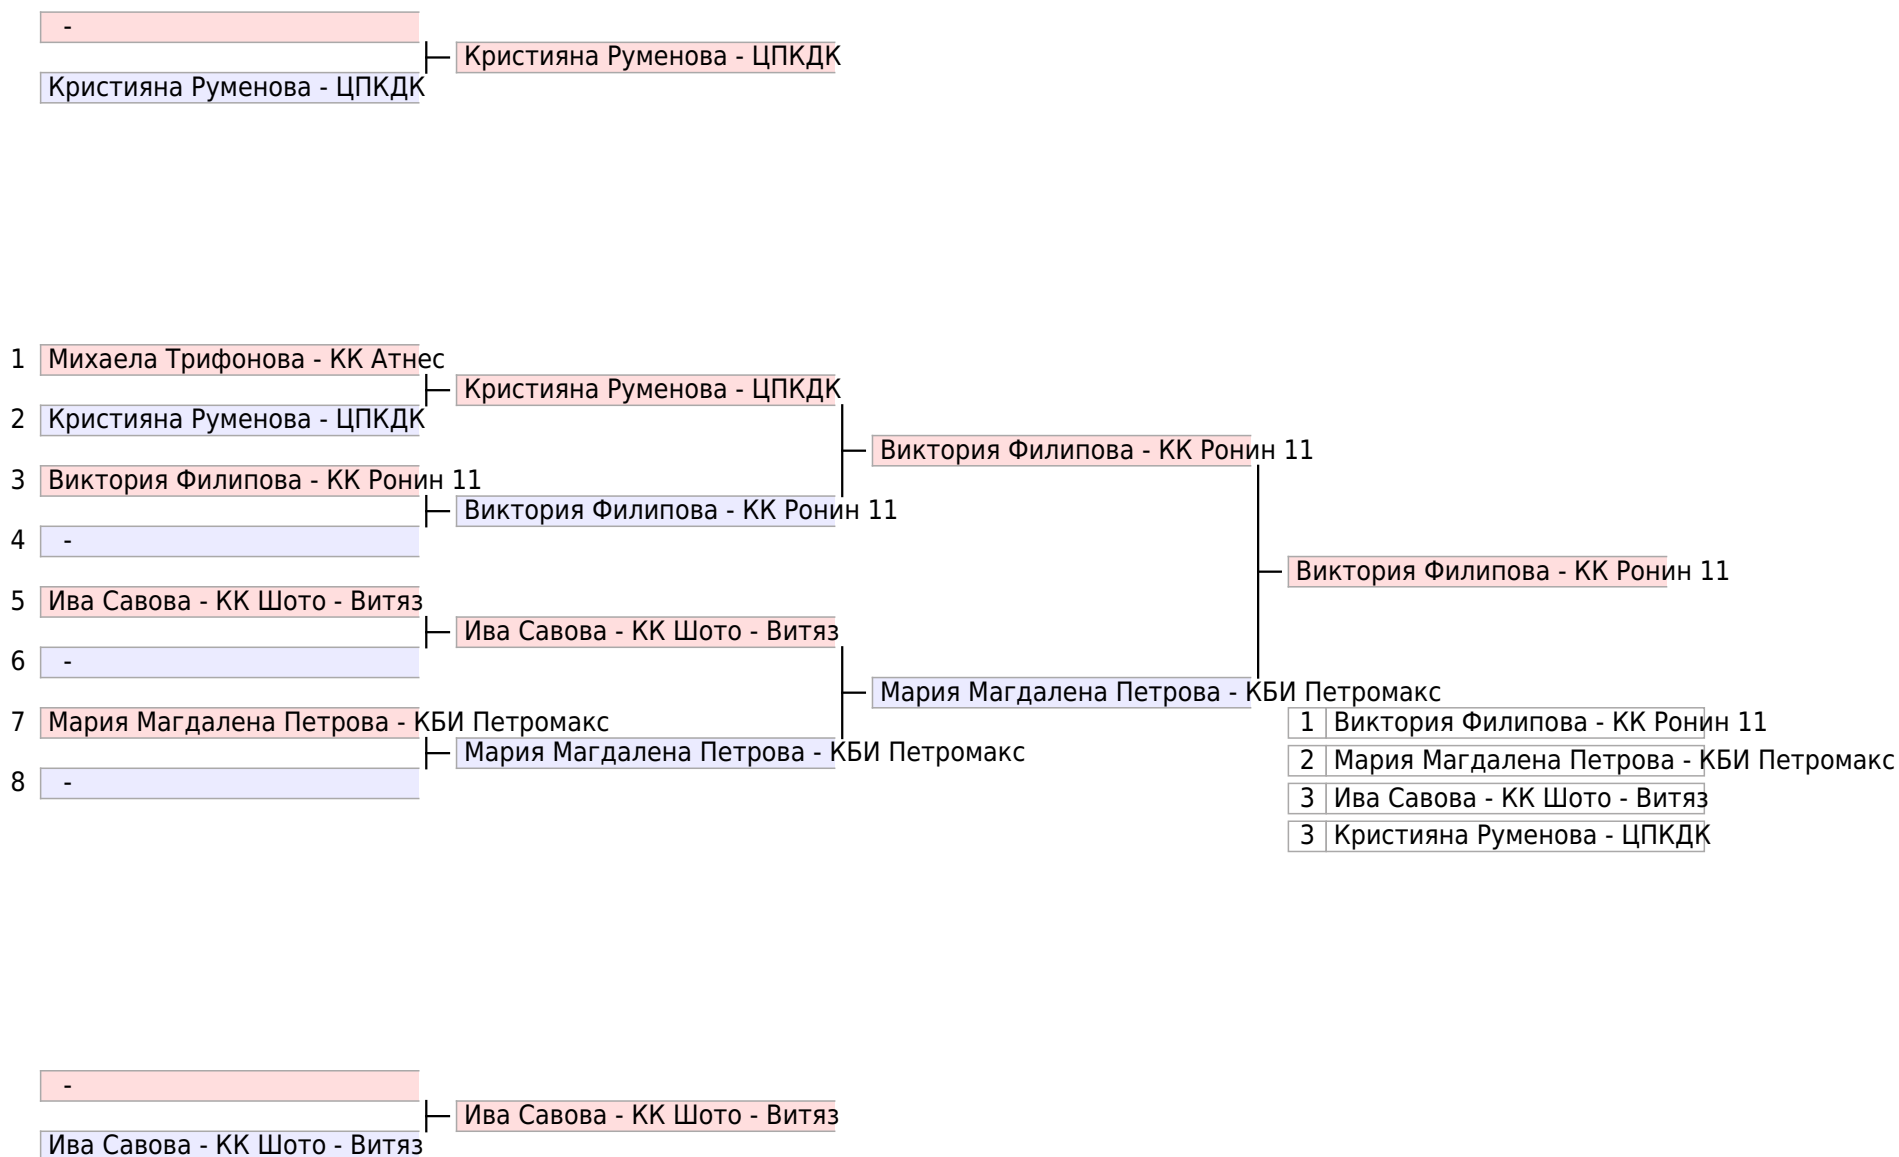 -
Кристияна Руменова - ЦПКДК
Кристияна Руменова - ЦПКДК
1 Михаела Трифонова - КК Атнес
Кристияна Руменова - ЦПКДК
2 Кристияна Руменова - ЦПКДК
Виктория Филипова - КК Ронин 11
3 Виктория Филипова - КК Ронин 11
Виктория Филипова - КК Ронин 11
4 -
Виктория Филипова - КК Ронин 11
5 Ива Савова - КК Шото - Витяз
Ива Савова - КК Шото - Витяз
6 -
Мария Магдалена Петрова - КБИ Петромакс
7 Мария Магдалена Петрова - КБИ Петромакс
Мария Магдалена Петрова - КБИ Петромакс
8 -
1 Виктория Филипова - КК Ронин 11
2 Мария Магдалена Петрова - КБИ Петромакс
3 Ива Савова - КК Шото - Витяз
3 Кристияна Руменова - ЦПКДК
-
Ива Савова - КК Шото - Витяз
Ива Савова - КК Шото - Витяз